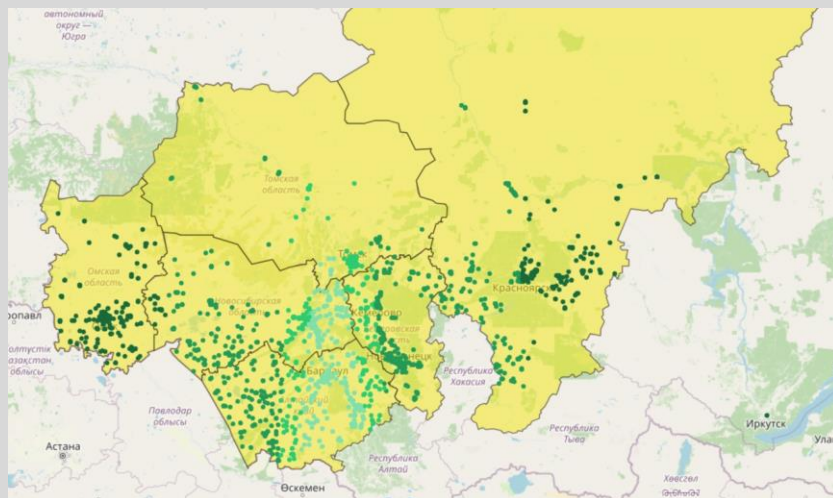 автономный
округ —
Югра
Томская
область
Омская
область
Новосибирская
область
Кемерово
Красноярск
Барнаул
Республика
Хакасия
Республика
Тыва
Республика
Алтай
Павлодар
облысы
Астана
Өскемен
Иркутск
Хөвсгөл